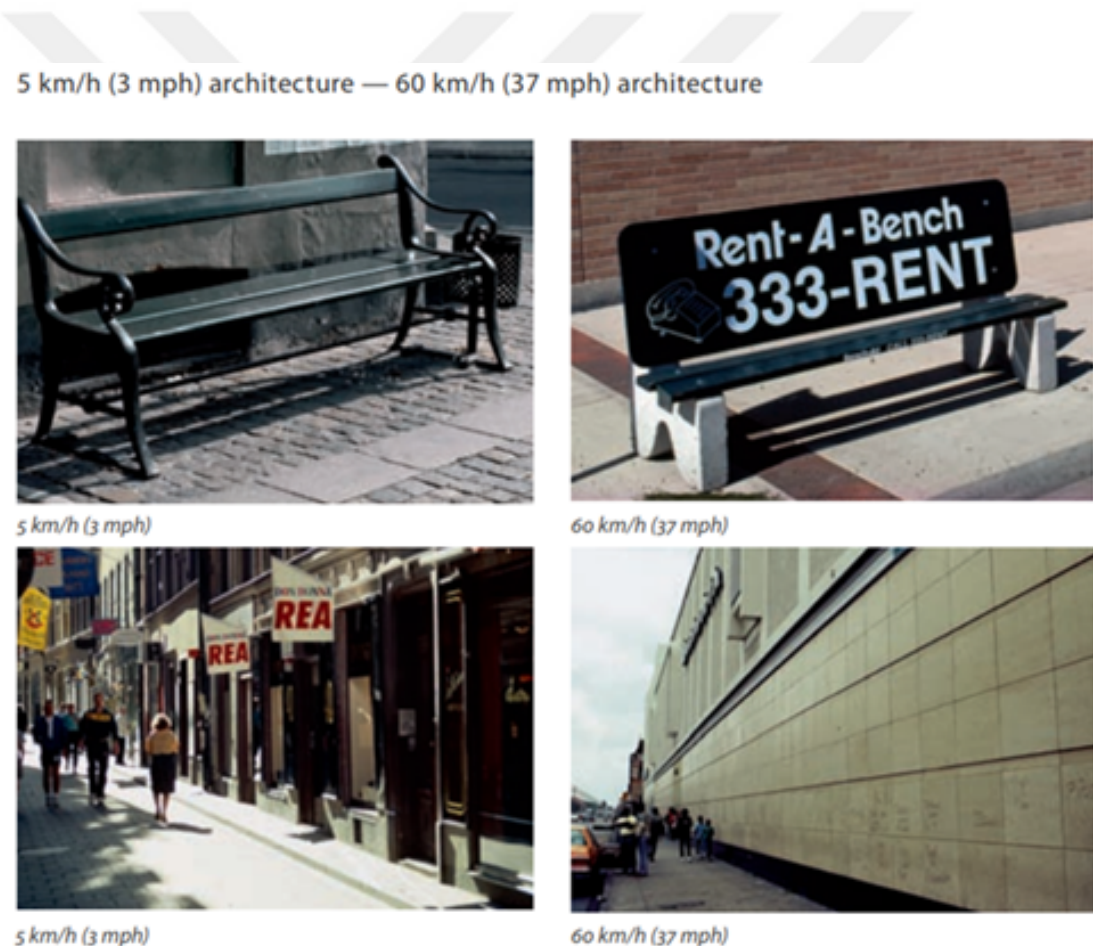 5 km/h (3 mph) architecture — 60 km/h (37 mph) architecture
Rent-A-Bench
333-RENT
5 km/h (3 mph)
60 km/h (37 mph)
CE
REA
REA
5 km/h (3 mph)
60 km/h (37 mph)